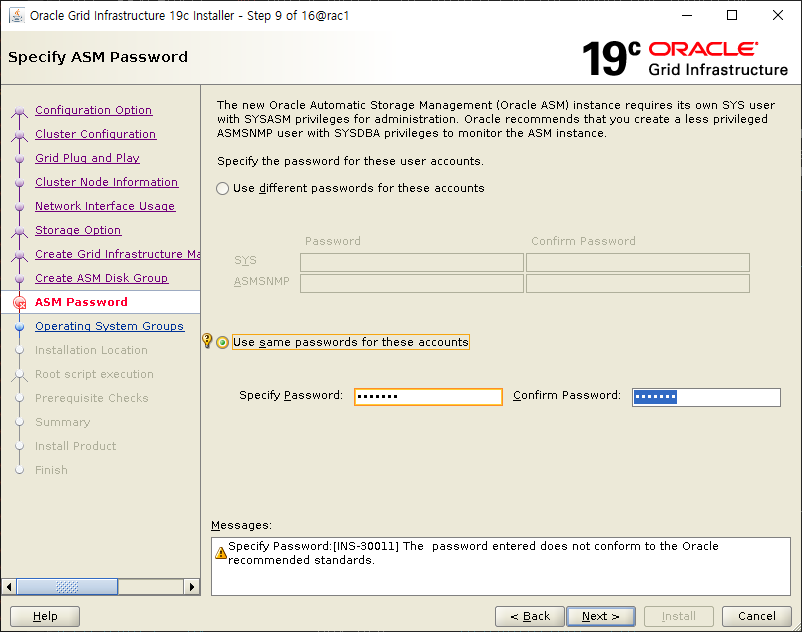 Oracle Grid Infrastructure 19c Installer - Step 9 of 16@rac1
Specify ASM Password
19c ORACLE
Grid Infrastructure
Configuration Option
Cluster Configuration
Grid Plug and Play
Cluster Node Information
Network Interface Usage
Storage Option
Create Grid Infrastructure Ma
Create ASM Disk Group
ASM Password
Operating System Groups
Installation Location
Root script execution
Prerequisite Checks
Summary
Install Product
Finish
The new Oracle Automatic Storage Management (Oracle ASM) instance requires its own SYS user
with SYSASM privileges for administration. Oracle recommends that you create a less privileged
ASMSNMP user with SYSDBA privileges to monitor the ASM instance.
Specify the password for these user accounts.
Use different passwords for these accounts
Password Confirm Password
SYS
ASMSNMP
Use same passwords for these accounts
Specify Password: ••••••• Confirm Password: •••••••
Messages:
Specify Password:[INS-30011] The  password entered does not conform to the Oracle
recommended standards.
Help < Back Next > Install Cancel